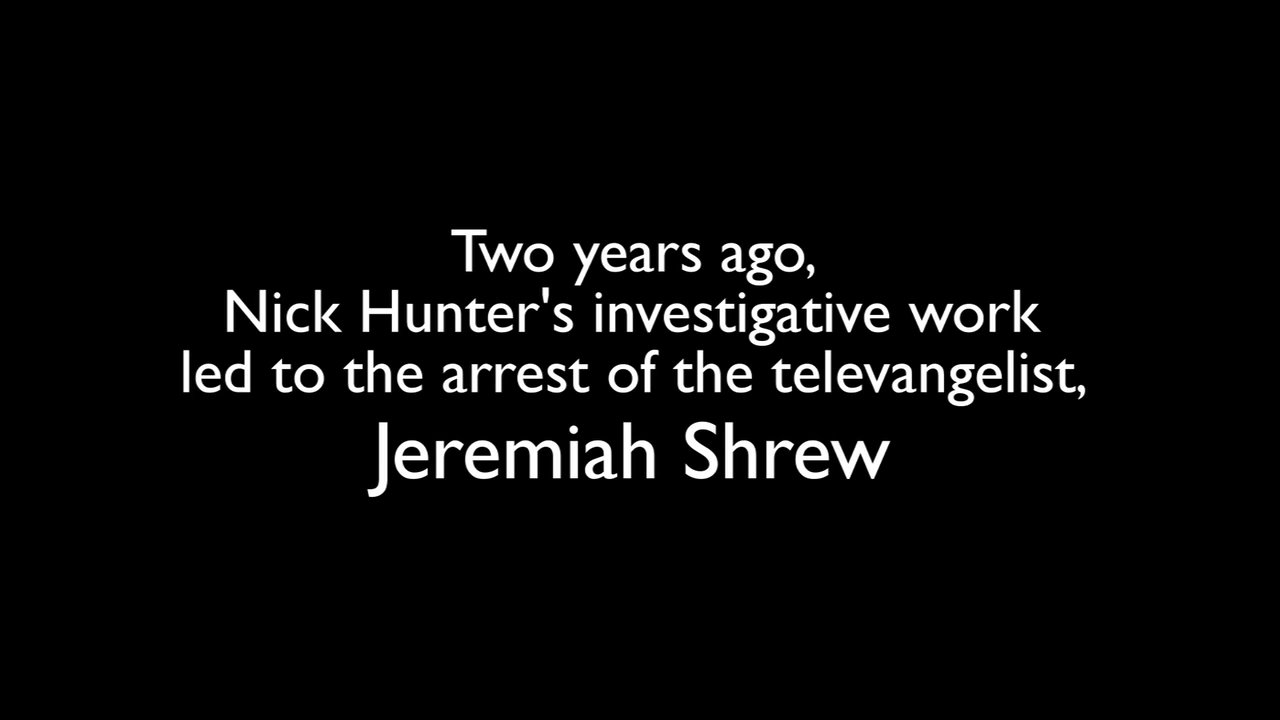 Two years ago,
Nick Hunter's investigative work
led to the arrest of the televangelist,
Jeremiah Shrew